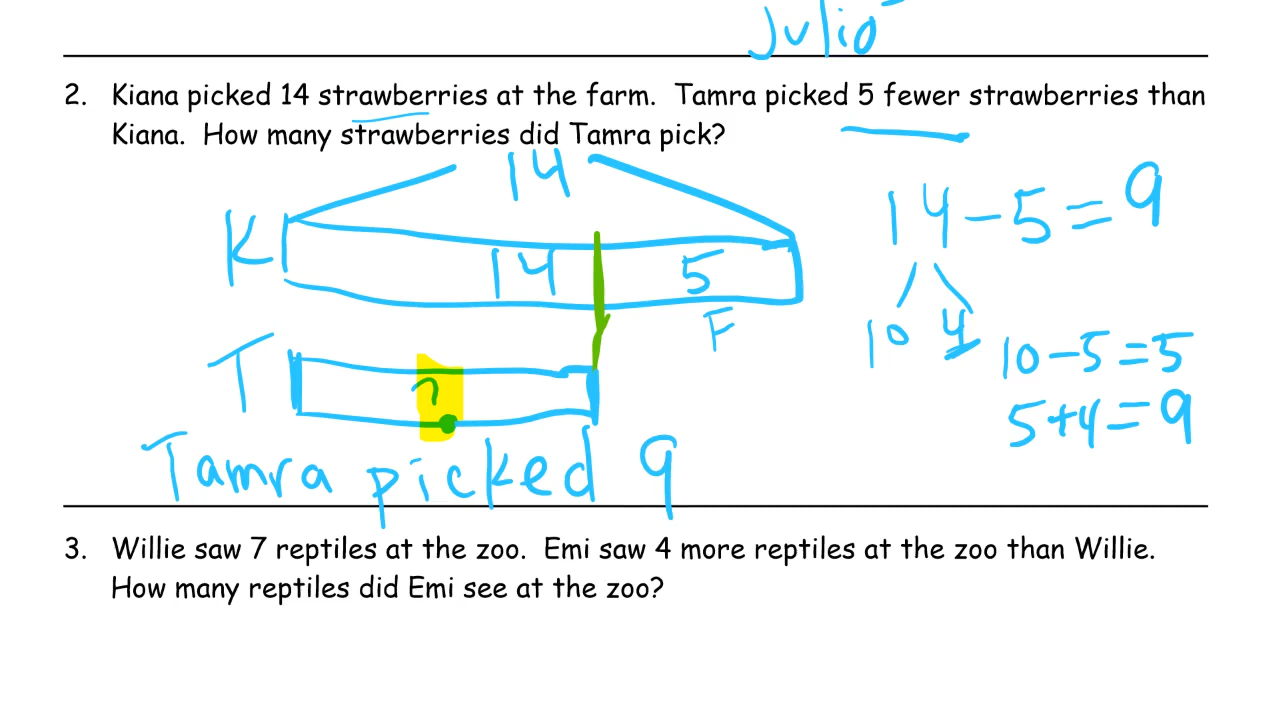 Julio
2. Kiana picked 14 strawberries at the farm. Tamra picked 5 fewer strawberries than
Kiana. How many strawberries did Tamra pick?
14
K 14 5
F
T ?
14 - 5 = 9
10 4
10 - 5 = 5
5 + 4 = 9
Tamra picked 9
3. Willie saw 7 reptiles at the zoo. Emi saw 4 more reptiles at the zoo than Willie.
How many reptiles did Emi see at the zoo?